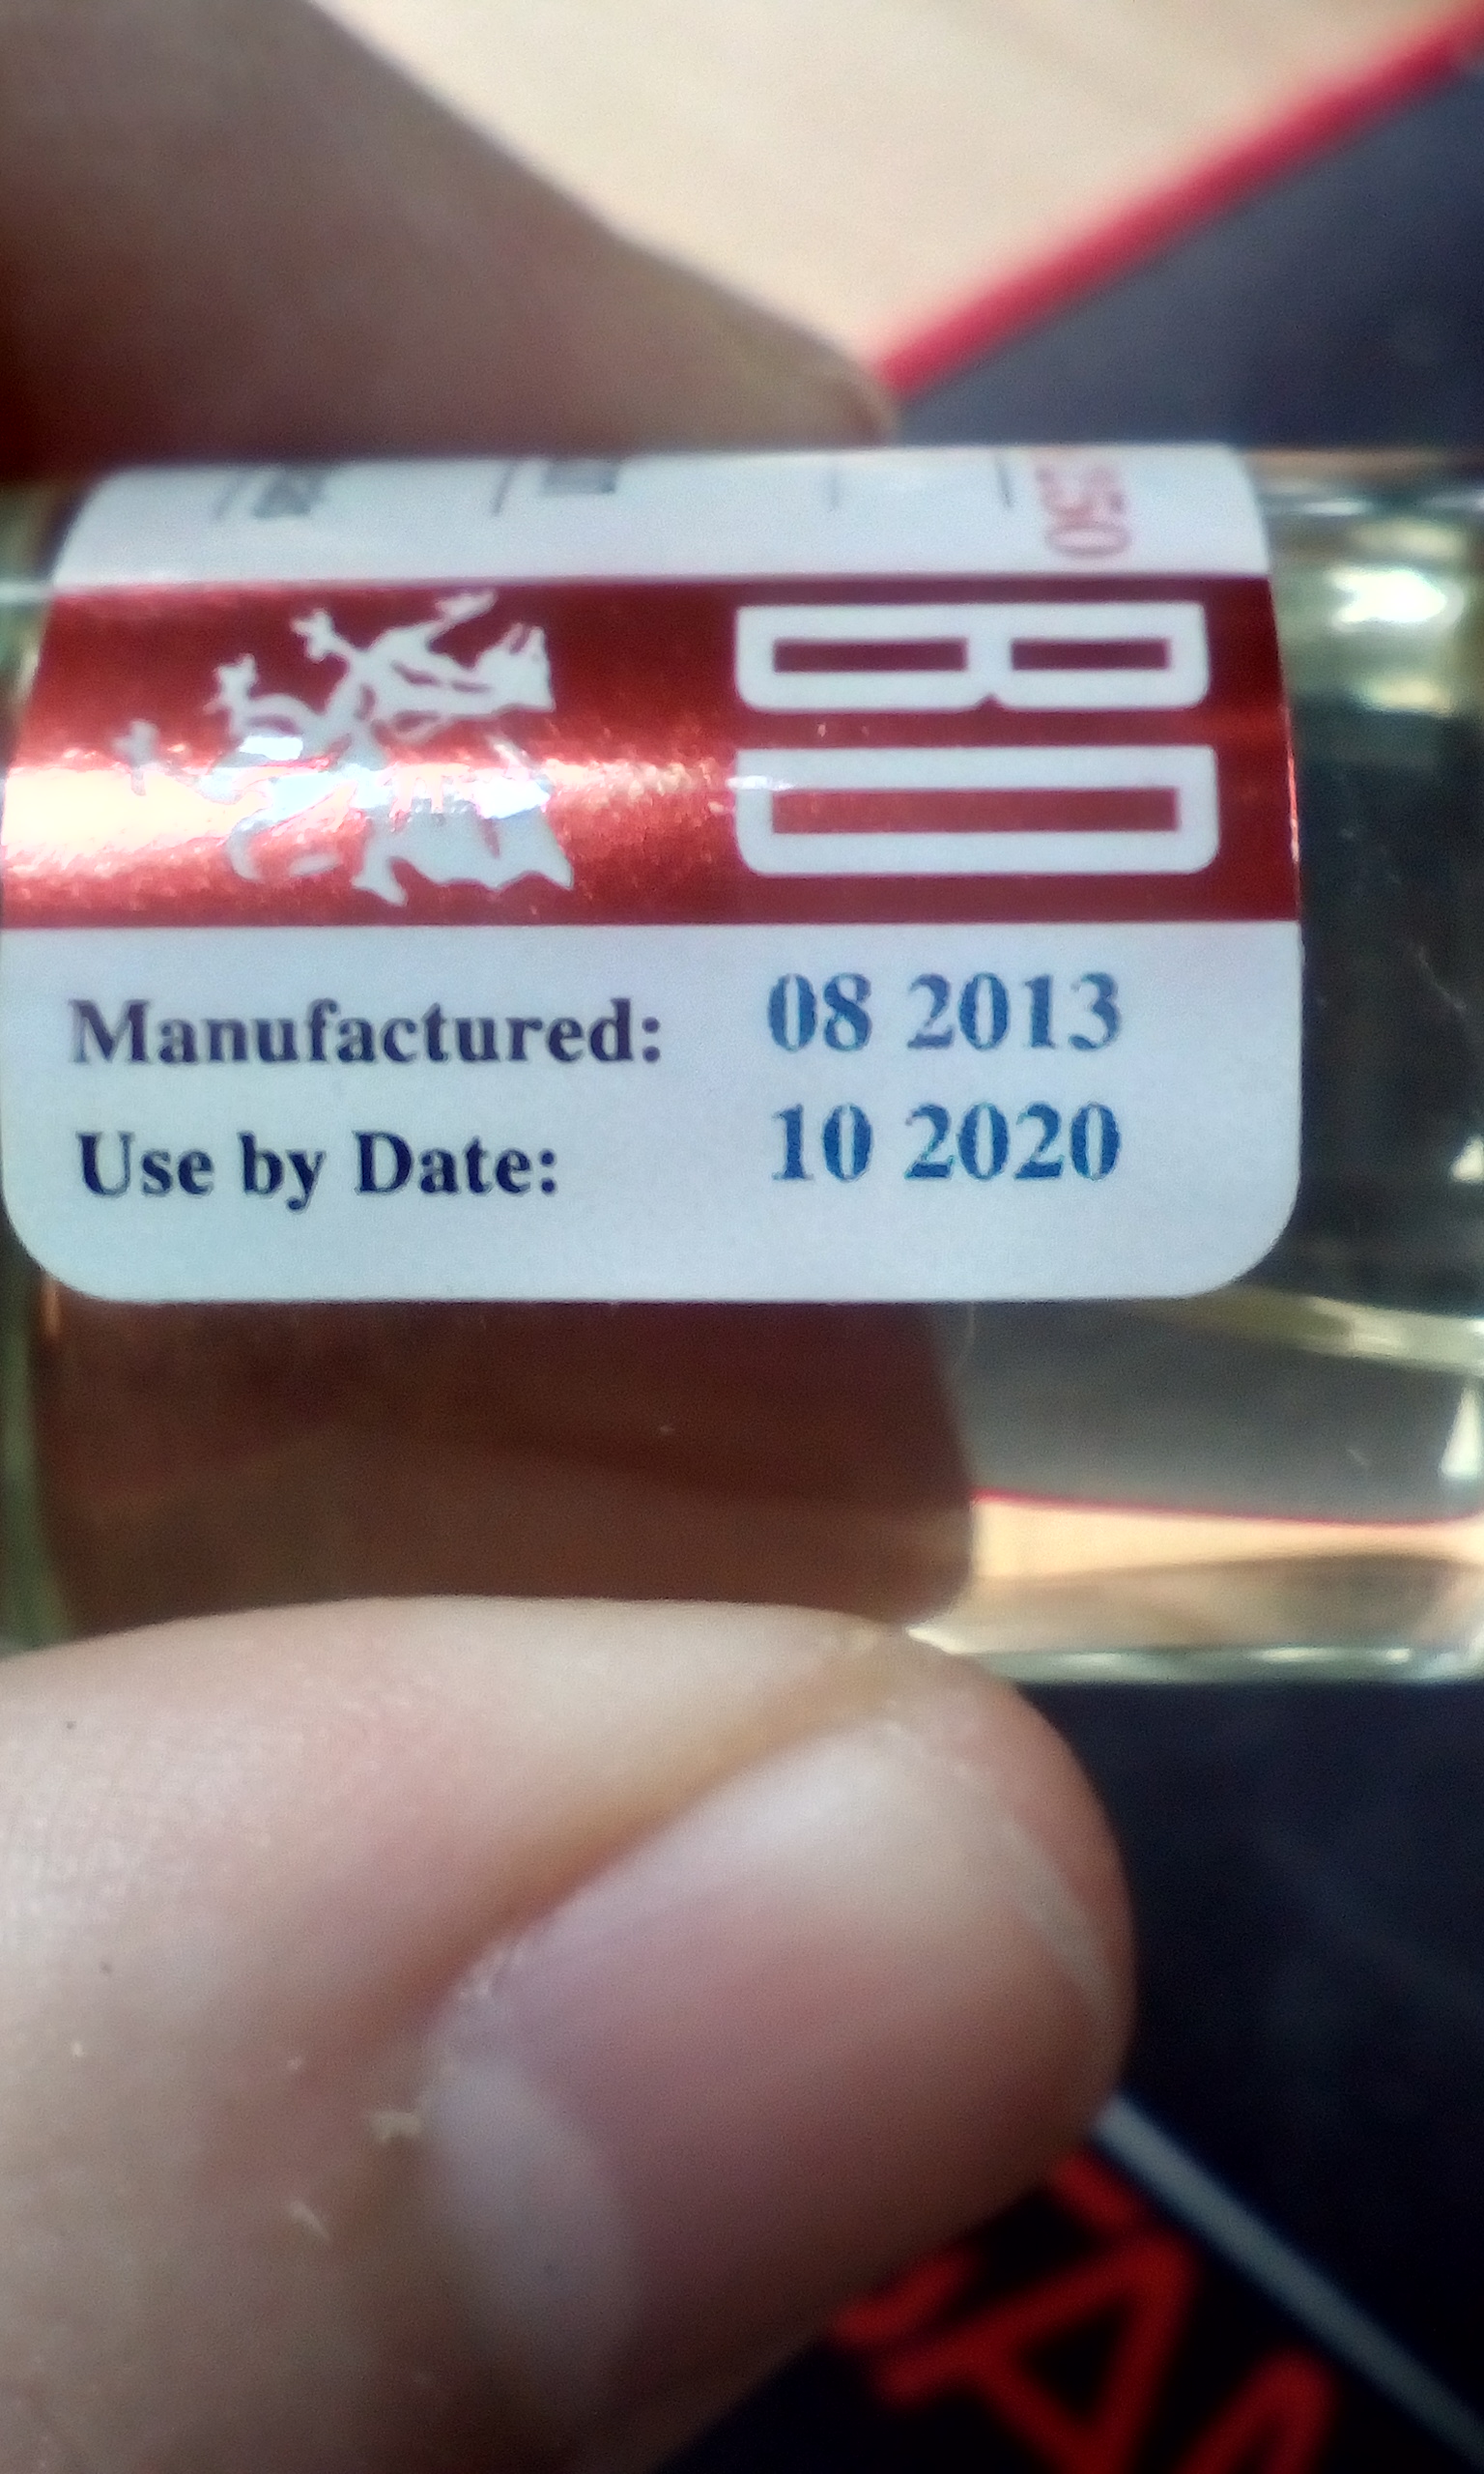 BD
Manufactured: 08 2013
Use by Date: 10 2020